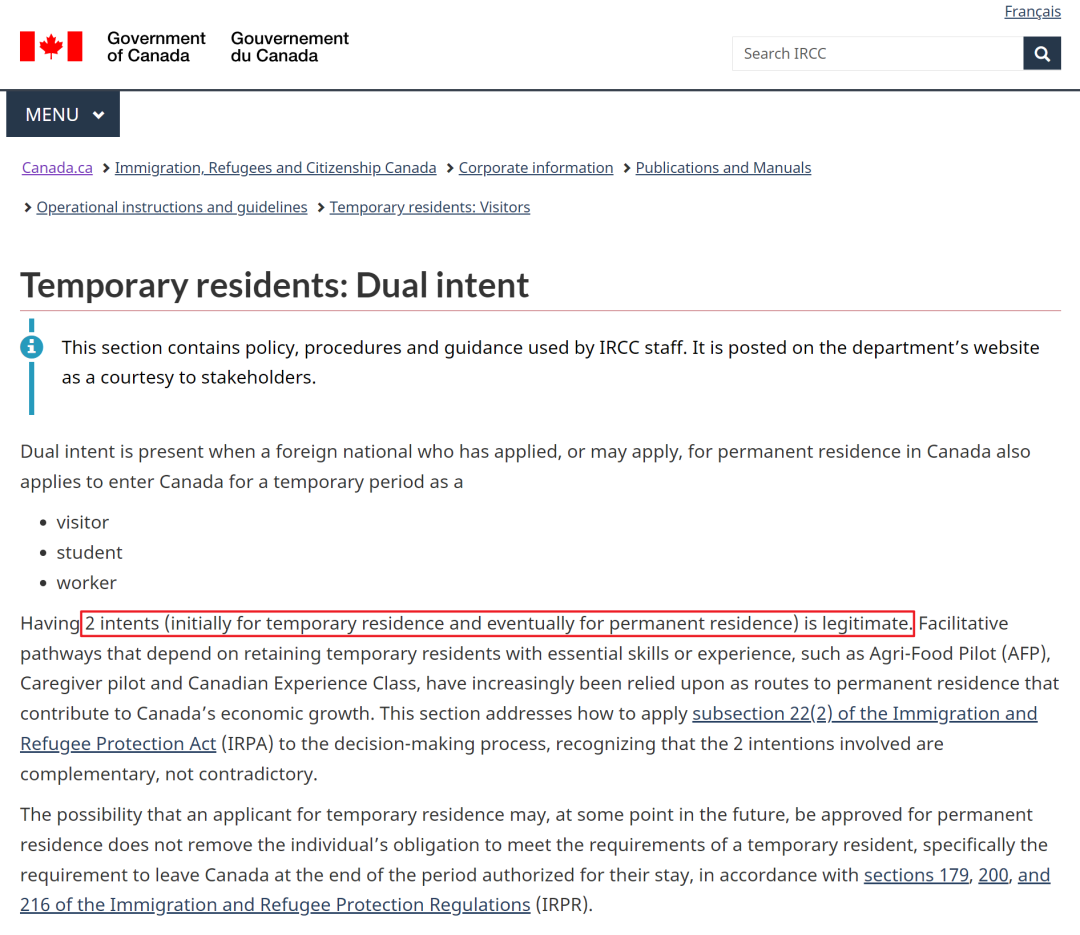 Français
Government of Canada
Gouvernement du Canada
Search IRCC
MENU
Canada.ca > Immigration, Refugees and Citizenship Canada > Corporate information > Publications and Manuals
> Operational instructions and guidelines > Temporary residents: Visitors
Temporary residents: Dual intent
This section contains policy, procedures and guidance used by IRCC staff. It is posted on the department’s website
as a courtesy to stakeholders.
Dual intent is present when a foreign national who has applied, or may apply, for permanent residence in Canada also
applies to enter Canada for a temporary period as a
• visitor
• student
• worker
Having 2 intents (initially for temporary residence and eventually for permanent residence) is legitimate. Facilitative
pathways that depend on retaining temporary residents with essential skills or experience, such as Agri-Food Pilot (AFP),
Caregiver pilot and Canadian Experience Class, have increasingly been relied upon as routes to permanent residence that
contribute to Canada’s economic growth. This section addresses how to apply subsection 22(2) of the Immigration and
Refugee Protection Act (IRPA) to the decision-making process, recognizing that the 2 intentions involved are
complementary, not contradictory.
The possibility that an applicant for temporary residence may, at some point in the future, be approved for permanent
residence does not remove the individual’s obligation to meet the requirements of a temporary resident, specifically the
requirement to leave Canada at the end of the period authorized for their stay, in accordance with sections 179, 200, and
216 of the Immigration and Refugee Protection Regulations (IRPR).